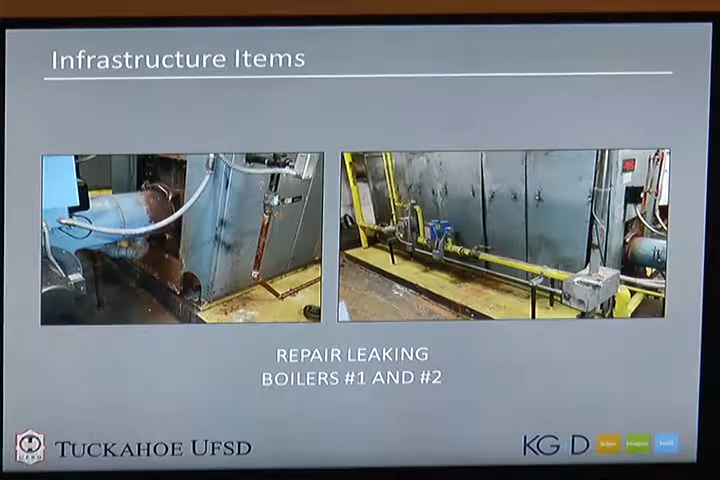 Infrastructure Items
REPAIR LEAKING
BOILERS #1 AND #2
TUCKAHOE UFSD
KG D